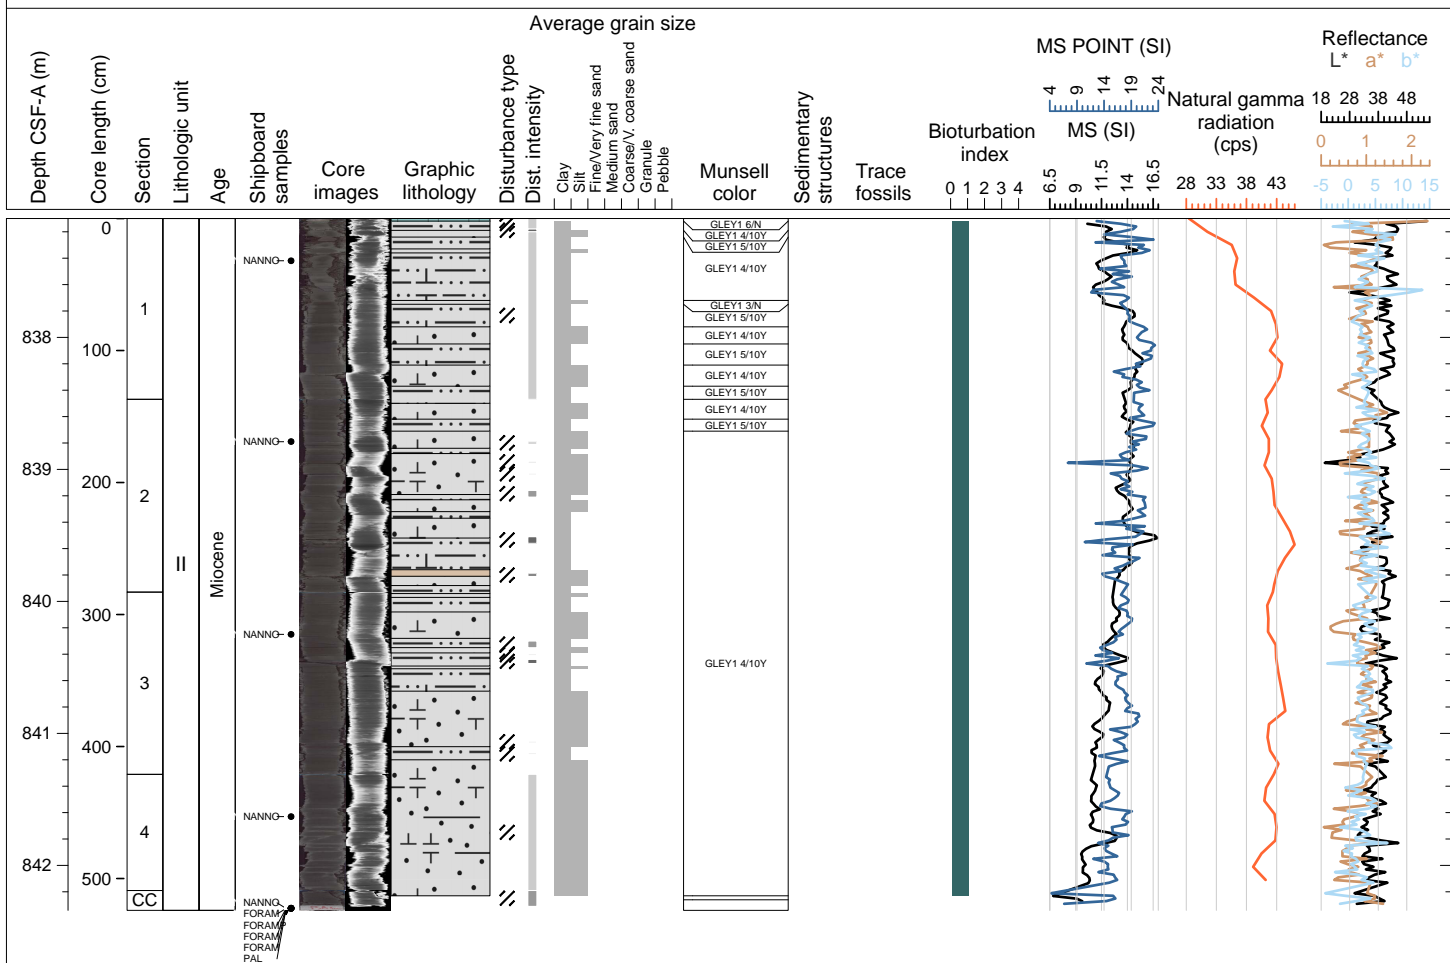 Average grain size
Depth CSF-A (m)
Core length (cm)
Section
Lithologic unit
Age
Shipboard
samples
Core
images
Graphic
lithology
Disturbance type
Dist. intensity
Clay
Silt
Fine/Very fine sand
Medium sand
Coarse/V. coarse sand
Granule
Pebble
Munsell
color
Sedimentary
structures
Trace
fossils
Bioturbation
index
0 1 2 3 4
MS POINT (SI)
4 9 14 19 24
MS (SI)
6.5 9 11.5 14 16.5
Natural gamma
radiation
(cps)
28 33 38 43
Reflectance
L* a* b*
18 28 38 48
0 1 2
-5 0 5 10 15
838
839
840
841
842
0
100
200
300
400
500
1
2
3
4
CC
II
Miocene
NANNO
NANNO
NANNO
NANNO
NANNO
FORAM
FORAM
FORAM
FORAM
PAL
GLEY1 6/N
GLEY1 4/10Y
GLEY1 5/10Y
GLEY1 4/10Y
GLEY1 3/N
GLEY1 5/10Y
GLEY1 4/10Y
GLEY1 5/10Y
GLEY1 4/10Y
GLEY1 5/10Y
GLEY1 4/10Y
GLEY1 5/10Y
GLEY1 4/10Y